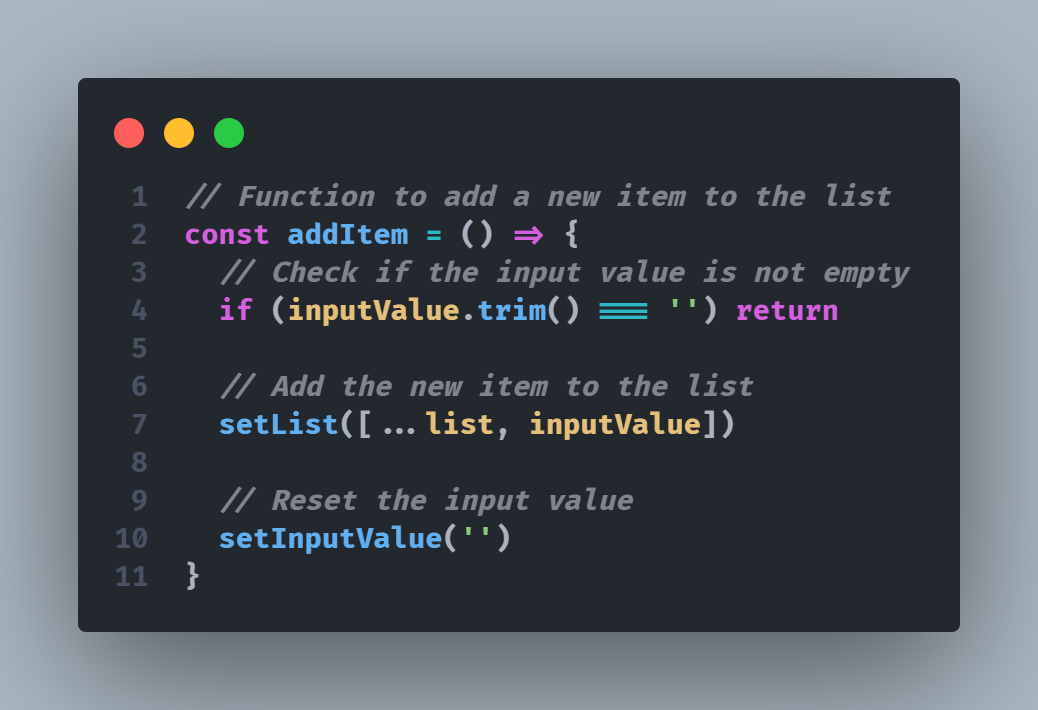 1 // Function to add a new item to the list
2 const addItem = () => {
3   // Check if the input value is not empty
4   if (inputValue.trim() === '') return
5
6   // Add the new item to the list
7   setList([...list, inputValue])
8
9   // Reset the input value
10   setInputValue('')
11 }